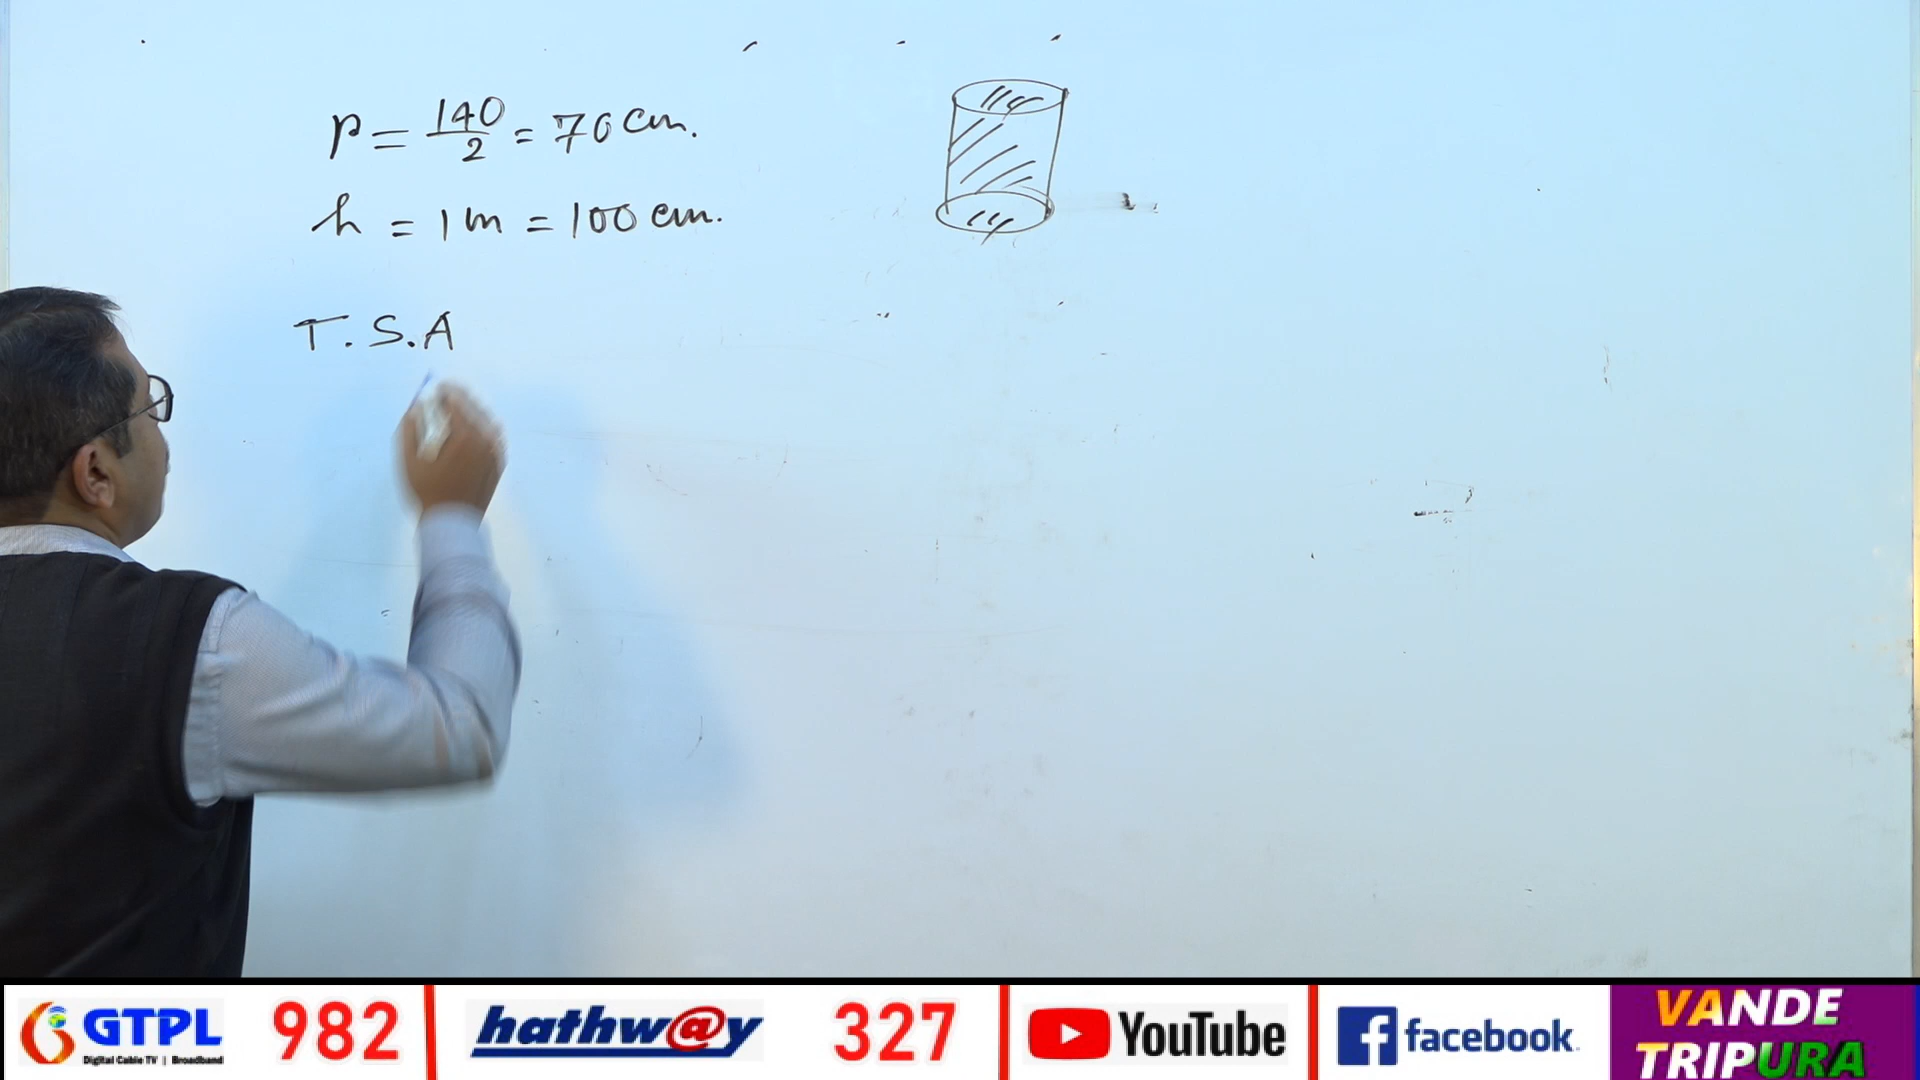 r = 140/2 = 70 cm.
h = 1 m = 100 cm.
T.S.A
GTPL
Digital Cable TV | Broadband
982
hathw@y
327
YouTube
facebook
VANDE
TRIPURA